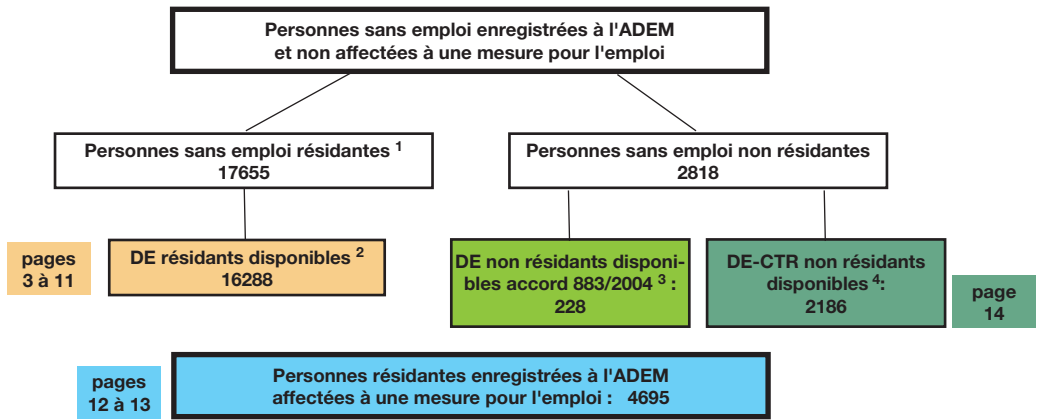 Personnes sans emploi enregistrées à l'ADEM
et non affectées à une mesure pour l'emploi
Personnes sans emploi résidantes ¹
17655
Personnes sans emploi non résidantes
2818
pages
3 à 11
DE résidants disponibles ²
16288
DE non résidants disponi-
bles accord 883/2004 ³ :
228
DE-CTR non résidants
disponibles ⁴:
2186
page
14
pages
12 à 13
Personnes résidantes enregistrées à l'ADEM
affectées à une mesure pour l'emploi : 4695